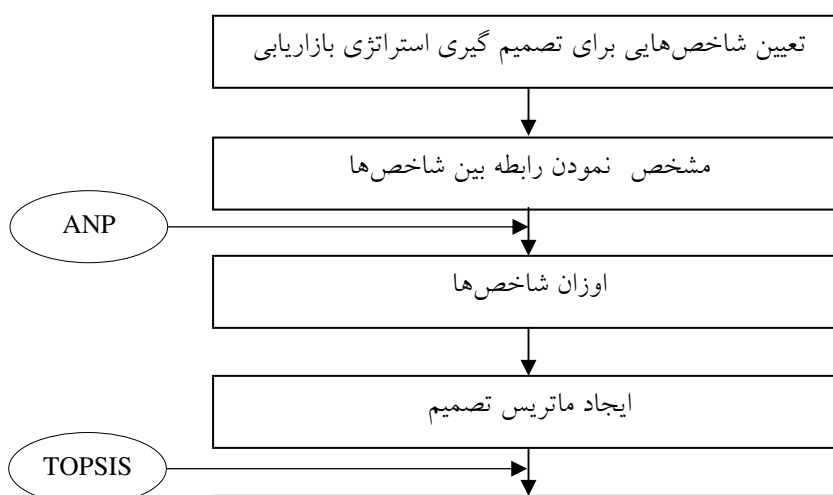 تعیین شاخص‌هایی برای تصمیم گیری استراتژی بازاریابی
مشخص نمودن رابطه بین شاخص‌ها
ANP
اوزان شاخص‌ها
ایجاد ماتریس تصمیم
TOPSIS